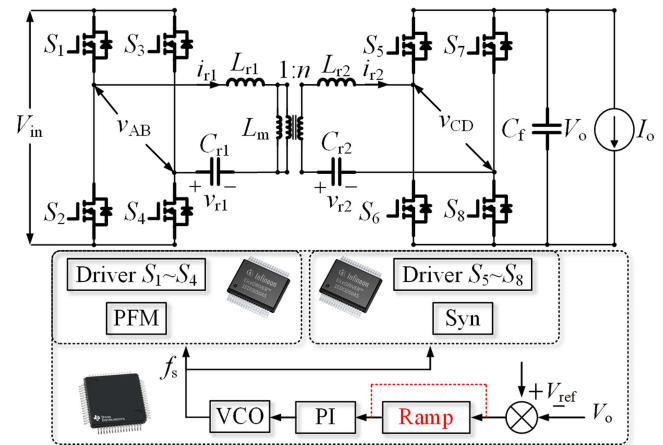 S1
S3
S5
S7
Lr1
1:n
Lr2
ir1
ir2
Vin
vAB
Lm
vCD
Cf
Vo
Io
Cr1
Cr2
+ −
+ −
vr1
vr2
S2
S4
S6
S8
Driver S1~S4
Infineon
Infineon
Driver S5~S8
PFM
Syn
fs
VCO
PI
Ramp
+Vref
−
Vo